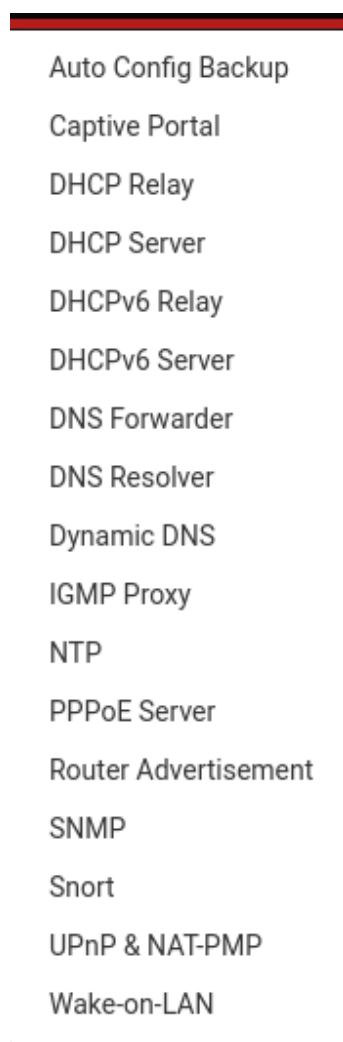 Auto Config Backup
Captive Portal
DHCP Relay
DHCP Server
DHCPv6 Relay
DHCPv6 Server
DNS Forwarder
DNS Resolver
Dynamic DNS
IGMP Proxy
NTP
PPPoE Server
Router Advertisement
SNMP
Snort
UPnP & NAT-PMP
Wake-on-LAN